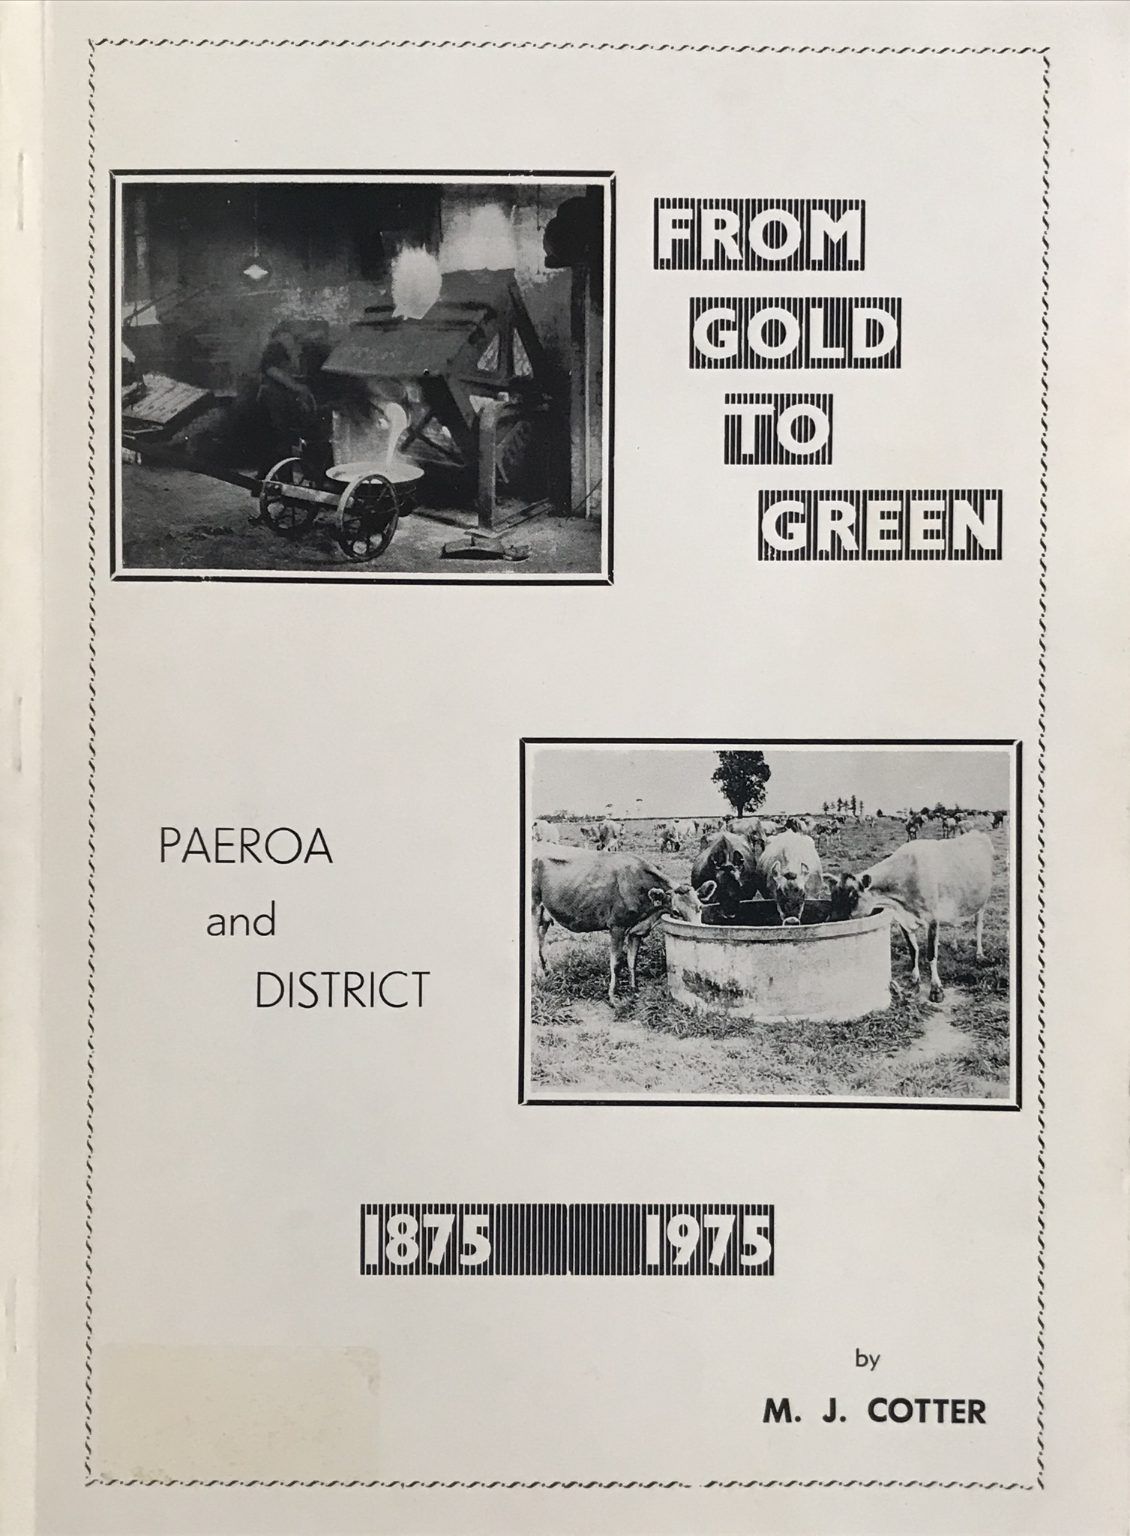 FROM
GOLD
TO
GREEN
PAEROA
and
DISTRICT
1875 1975
by
M. J. COTTER